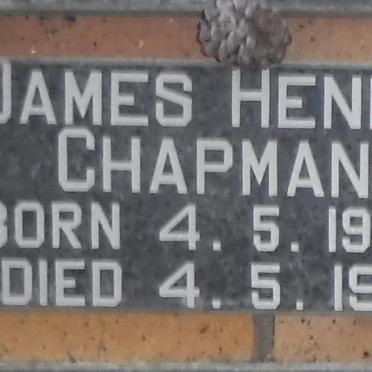 JAMES HEN
CHAPMAN
BORN 4.5.19
DIED 4.5.19